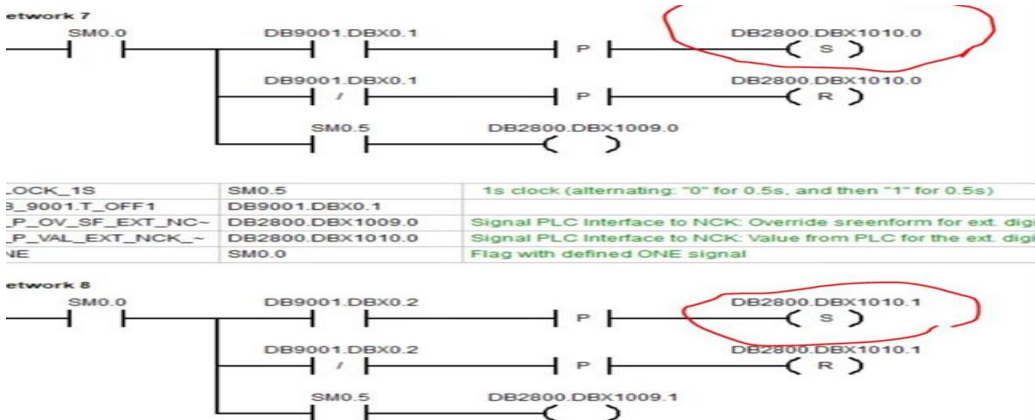 etwork 7
SM0.0 DB9001.DBX0.1 P DB2800.DBX1010.0 S
DB9001.DBX0.1 / P DB2800.DBX1010.0 R
SM0.5 DB2800.DBX1009.0
LOCK_1S SM0.5 1s clock (alternating: "0" for 0.5s, and then "1" for 0.5s)
B_9001.T_OFF1 DB9001.DBX0.1
_P_OV_SF_EXT_NC~ DB2800.DBX1009.0 Signal PLC Interface to NCK: Override sreenform for ext. digi
_P_VAL_EXT_NCK_~ DB2800.DBX1010.0 Signal PLC Interface to NCK: Value from PLC for the ext. digi
NE SM0.0 Flag with defined ONE signal
etwork 8
SM0.0 DB9001.DBX0.2 P DB2800.DBX1010.1 S
DB9001.DBX0.2 / P DB2800.DBX1010.1 R
SM0.5 DB2800.DBX1009.1